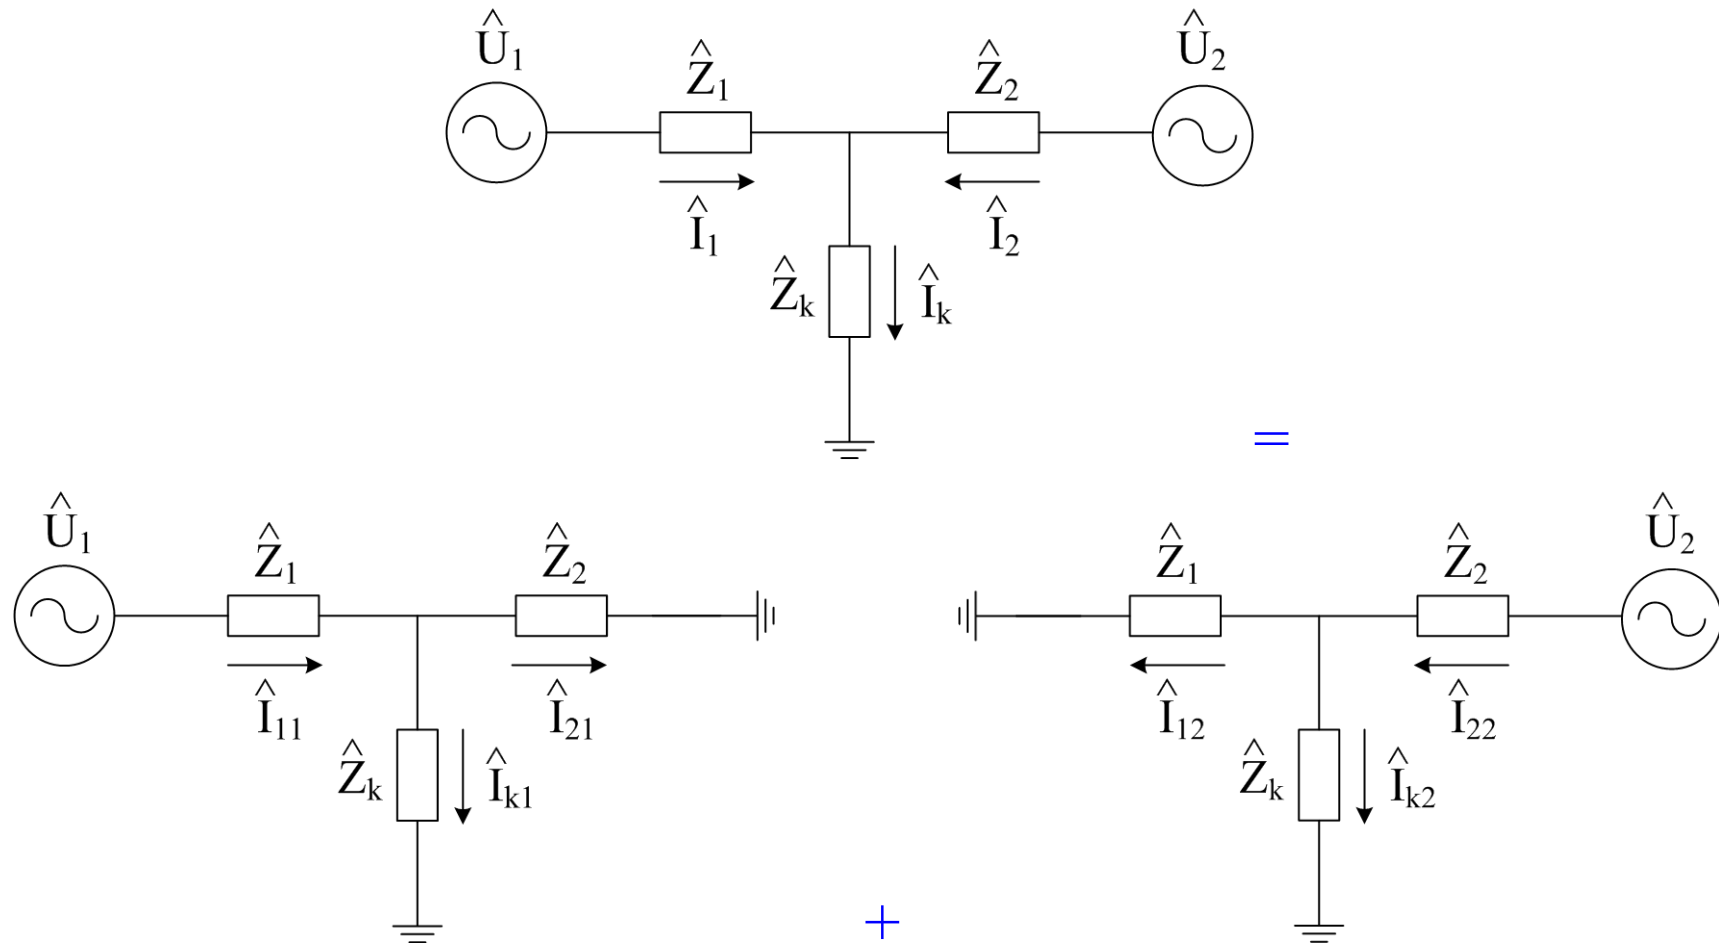 Û₁ Û₂
Ẑ₁ Ẑ₂
Î₁ Î₂
Ẑₖ Îₖ
=
Û₁ Ẑ₁ Ẑ₂ Ẑ₁ Ẑ₂ Û₂
Î₁₁ Î₂₁ Î₁₂ Î₂₂
Ẑₖ Îₖ₁ Ẑₖ Îₖ₂
+